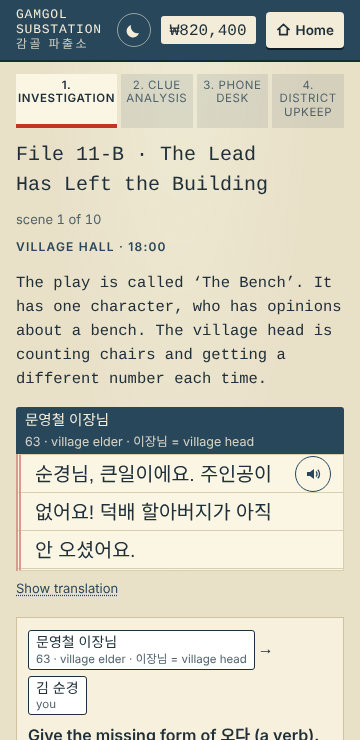 GAMGOL
SUBSTATION
감골 파출소
₩820,400
Home
1.
INVESTIGATION
2. CLUE
ANALYSIS
3. PHONE
DESK
4.
DISTRICT
UPKEEP
File 11-B · The Lead
Has Left the Building
scene 1 of 10
VILLAGE HALL · 18:00
The play is called ‘The Bench’. It
has one character, who has opinions
about a bench. The village head is
counting chairs and getting a
different number each time.
문영철 이장님
63 · village elder · 이장님 = village head
순경님, 큰일이에요. 주인공이
없어요! 덕배 할아버지가 아직
안 오셨어요.
Show translation
문영철 이장님
63 · village elder · 이장님 = village head
→
김 순경
you
Give the missing form of 오다 (a verb).